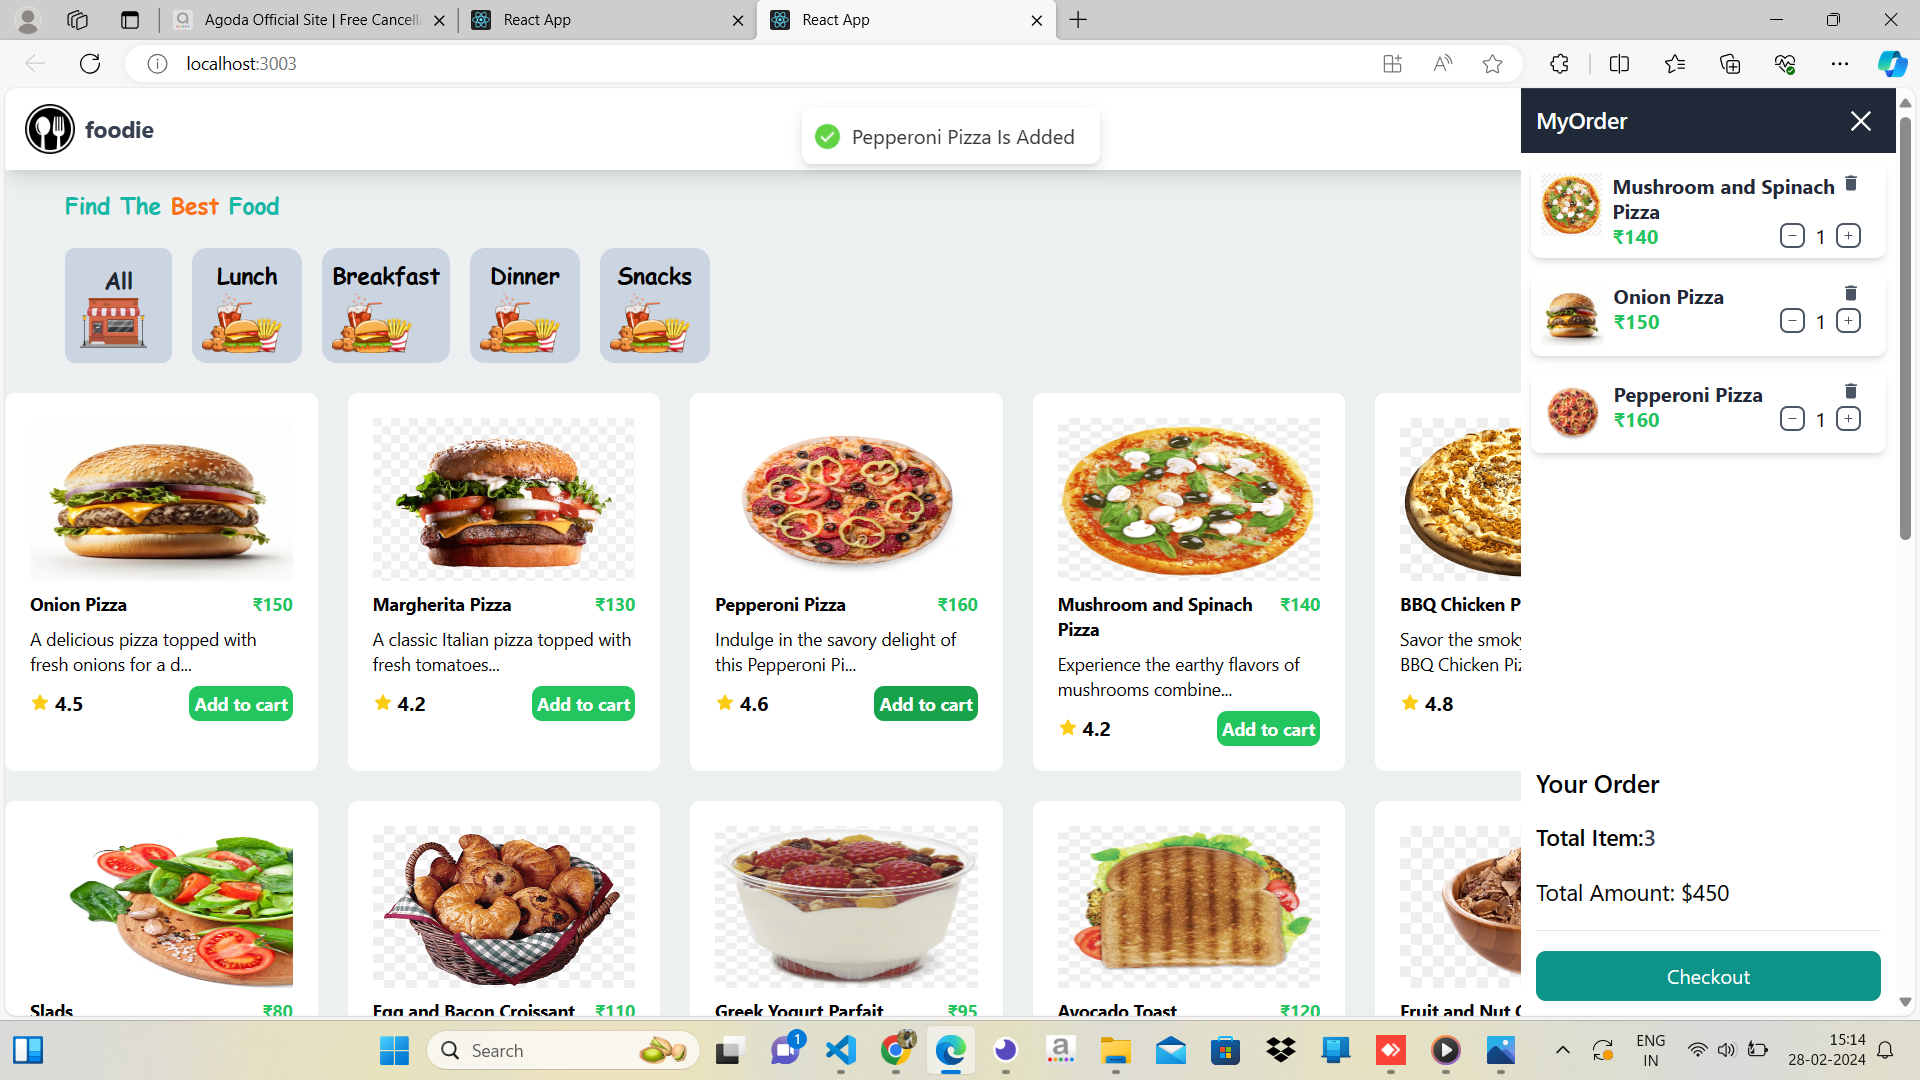 Agoda Official Site | Free Cancell
React App
React App
localhost:3003
foodie
Pepperoni Pizza Is Added
MyOrder
Mushroom and Spinach
Pizza
₹140
1
Onion Pizza
₹150
1
Pepperoni Pizza
₹160
1
Find The Best Food
All
Lunch
Breakfast
Dinner
Snacks
Onion Pizza ₹150
A delicious pizza topped with
fresh onions for a d...
4.5 Add to cart
Margherita Pizza ₹130
A classic Italian pizza topped with
fresh tomatoes...
4.2 Add to cart
Pepperoni Pizza ₹160
Indulge in the savory delight of
this Pepperoni Pi...
4.6 Add to cart
Mushroom and Spinach ₹140
Pizza
Experience the earthy flavors of
mushrooms combine...
4.2 Add to cart
BBQ Chicken P
Savor the smoky
BBQ Chicken Piz
4.8
Slads ₹80
Egg and Bacon Croissant ₹110
Greek Yogurt Parfait ₹95
Avocado Toast ₹120
Fruit and Nut
Your Order
Total Item:3
Total Amount: $450
Checkout
Search
1
ENG
IN
15:14
28-02-2024